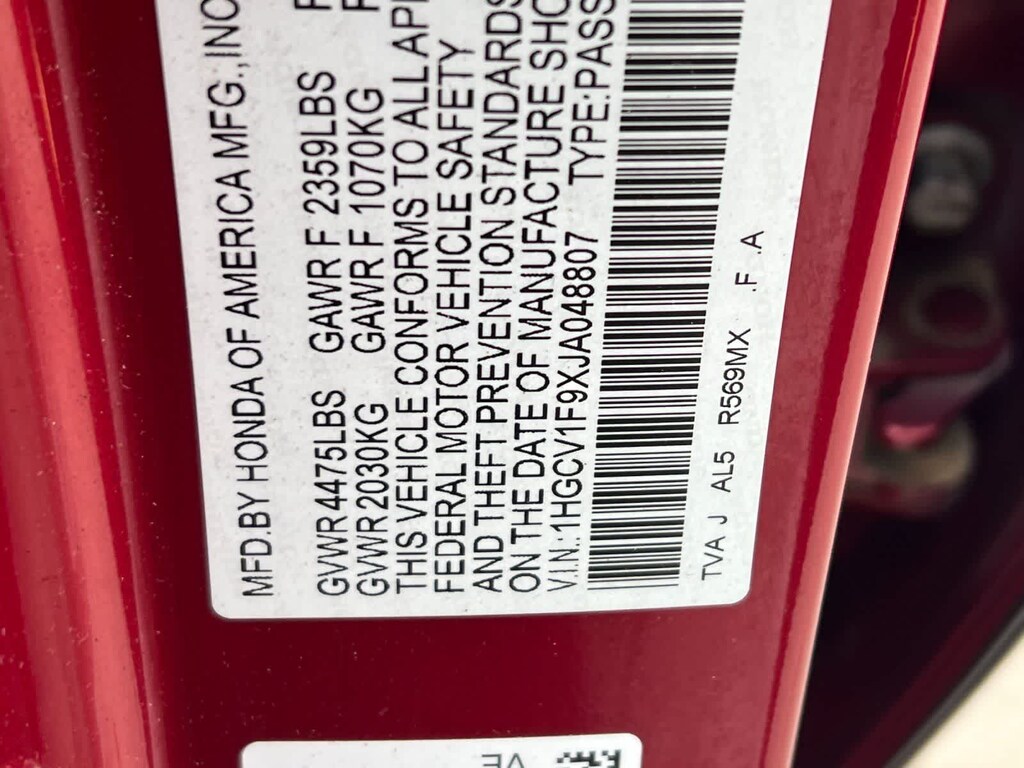 MFD.BY HONDA OF AMERICA MFG.,INC
GVWR 4475LBS GAWR F 2359LBS
GVWR 2030KG GAWR F 1070KG
THIS VEHICLE CONFORMS TO ALL
FEDERAL MOTOR VEHICLE SAFETY
AND THEFT PREVENTION STANDARDS
ON THE DATE OF MANUFACTURE
V.I.N.:1HGCV1F9XJA048807 TYPE:PASS
TVA J AL5 R569MX .F .A
VE